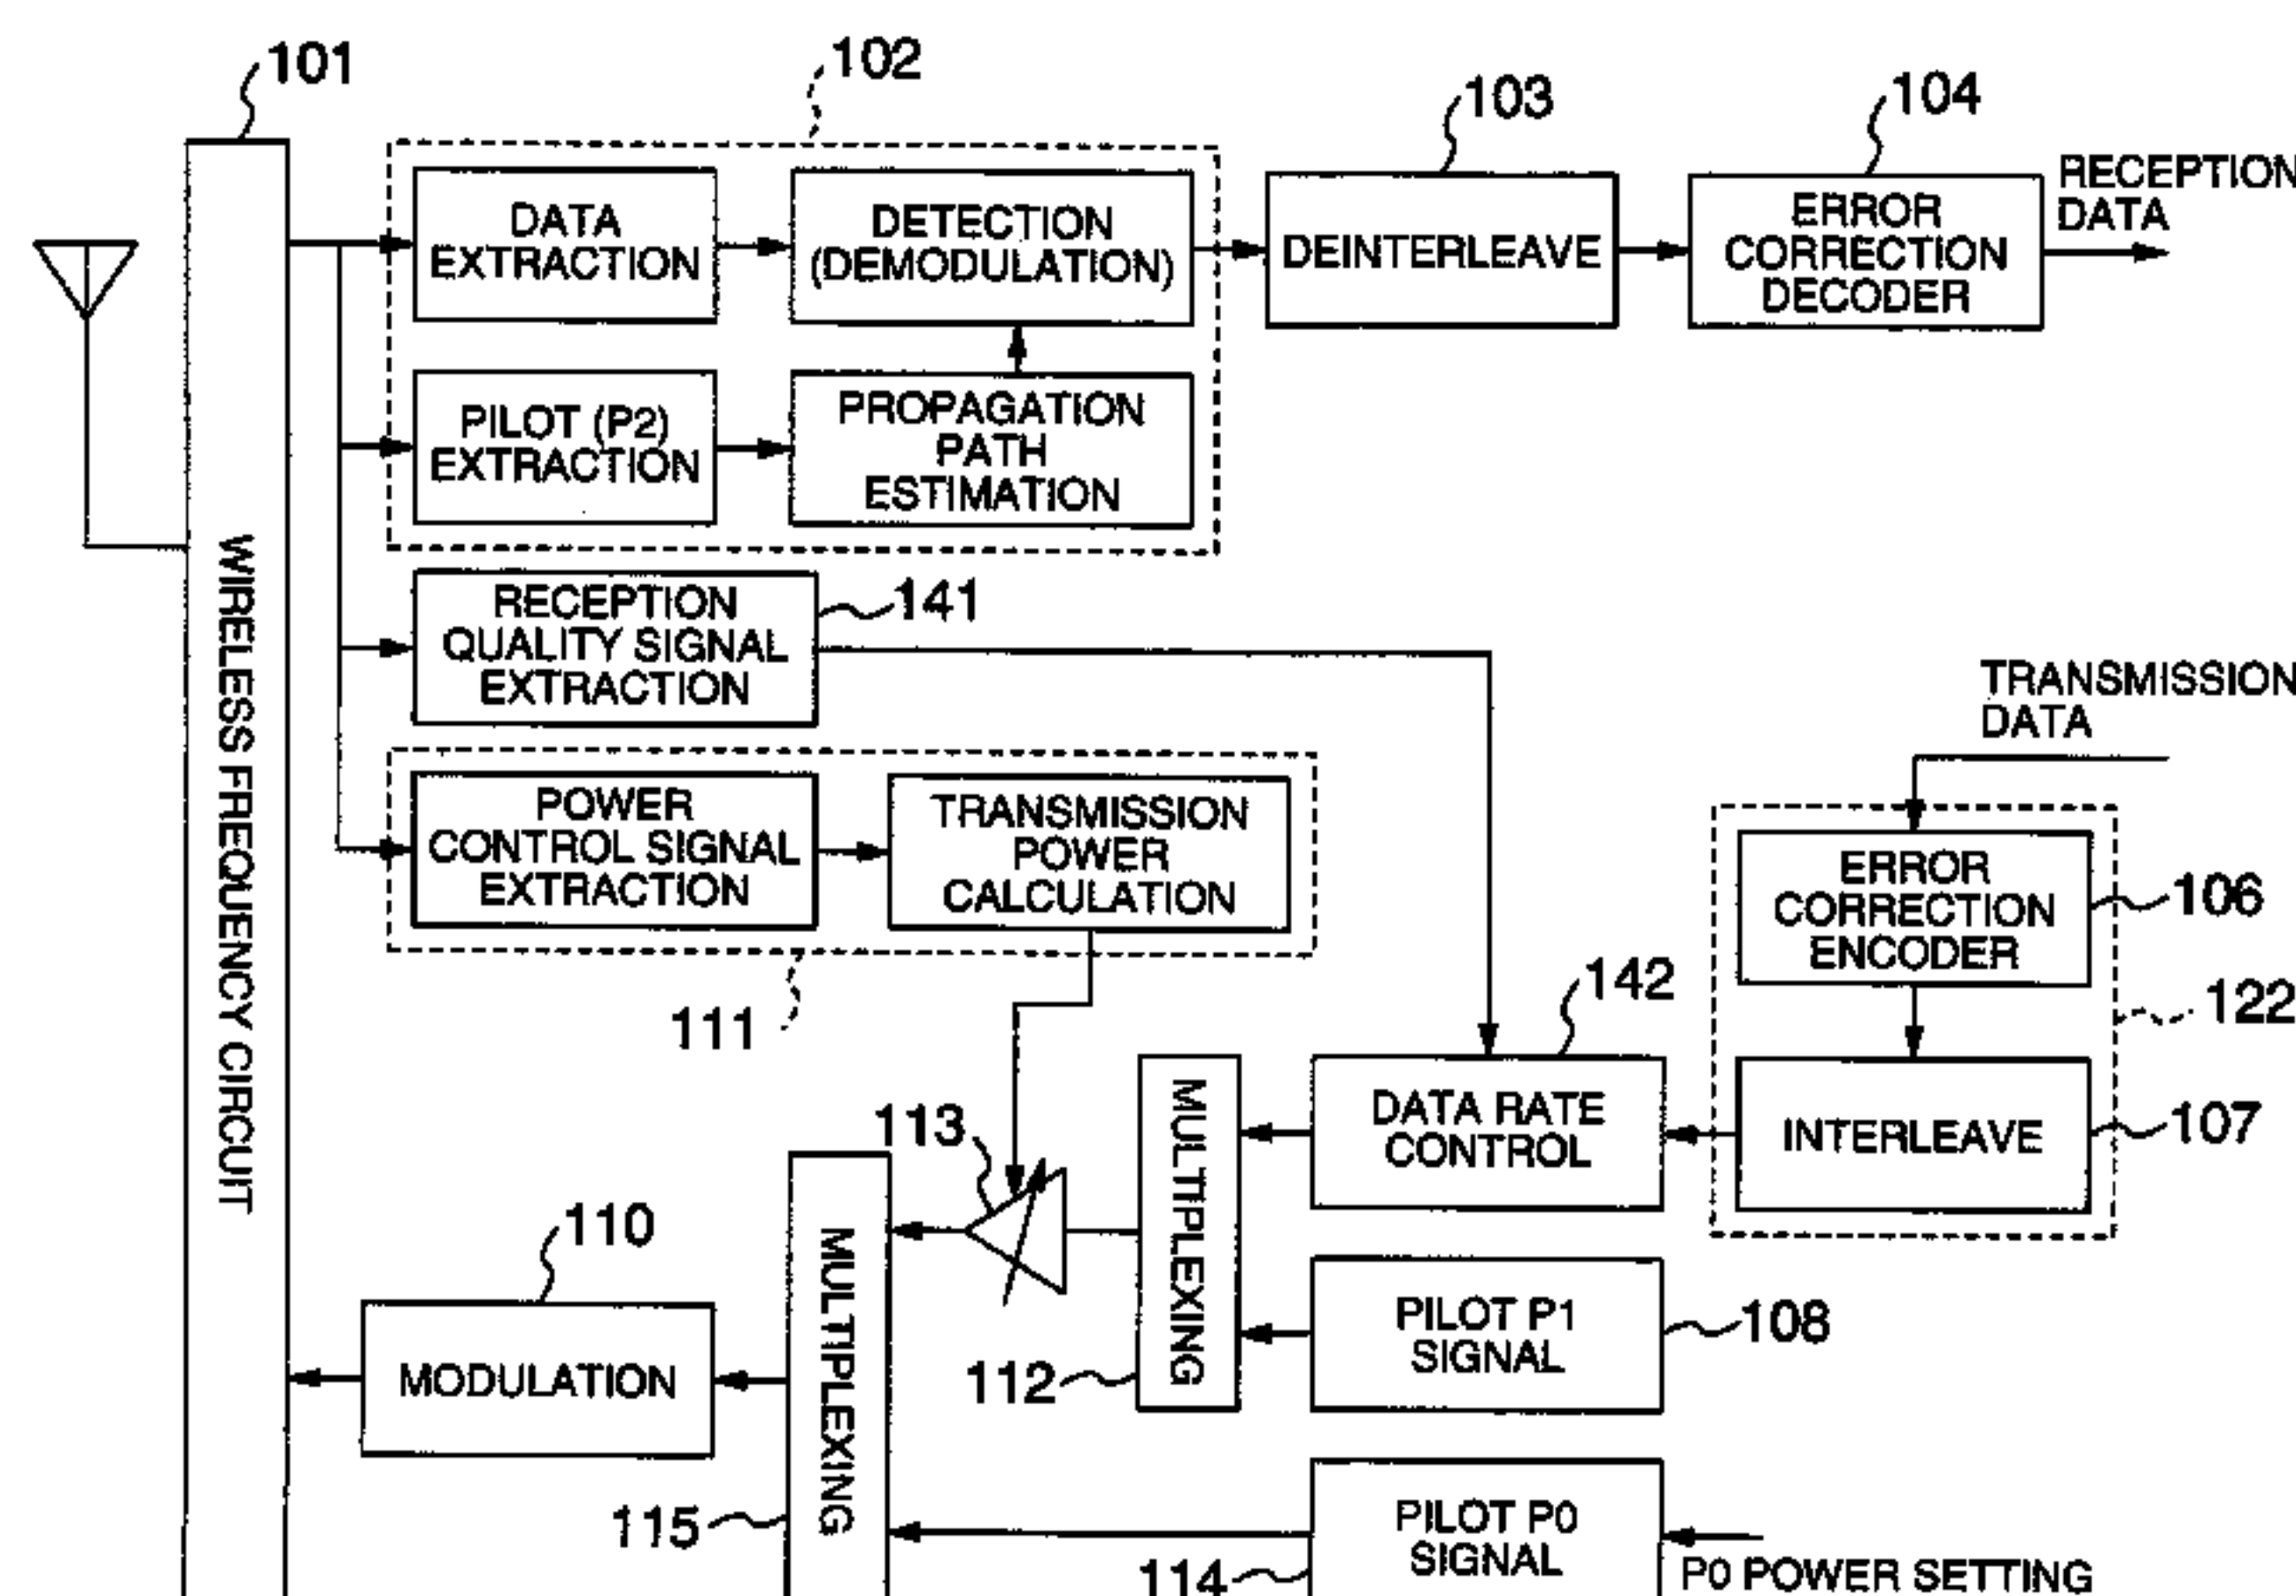 101
102
103
104
DATA
EXTRACTION
DETECTION
(DEMODULATION)
DEINTERLEAVE
ERROR
CORRECTION
DECODER
RECEPTION
DATA
PILOT (P2)
EXTRACTION
PROPAGATION
PATH
ESTIMATION
WIRELESS FREQUENCY CIRCUIT
RECEPTION
QUALITY SIGNAL
EXTRACTION
141
TRANSMISSION
DATA
POWER
CONTROL SIGNAL
EXTRACTION
TRANSMISSION
POWER
CALCULATION
111
ERROR
CORRECTION
ENCODER
106
122
142
DATA RATE
CONTROL
INTERLEAVE
107
113
MULTIPLEXING
112
PILOT P1
SIGNAL
108
110
MODULATION
MULTIPLEXING
115
PILOT P0
SIGNAL
114
P0 POWER SETTING